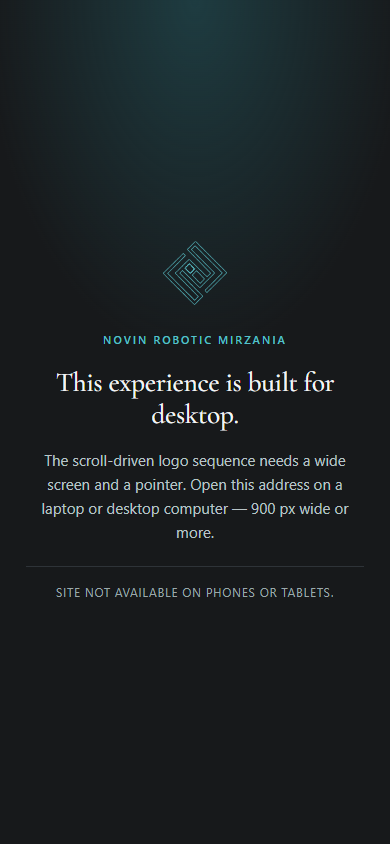 NOVIN ROBOTIC MIRZANIA
This experience is built for
desktop.
The scroll-driven logo sequence needs a wide
screen and a pointer. Open this address on a
laptop or desktop computer — 900 px wide or
more.
SITE NOT AVAILABLE ON PHONES OR TABLETS.